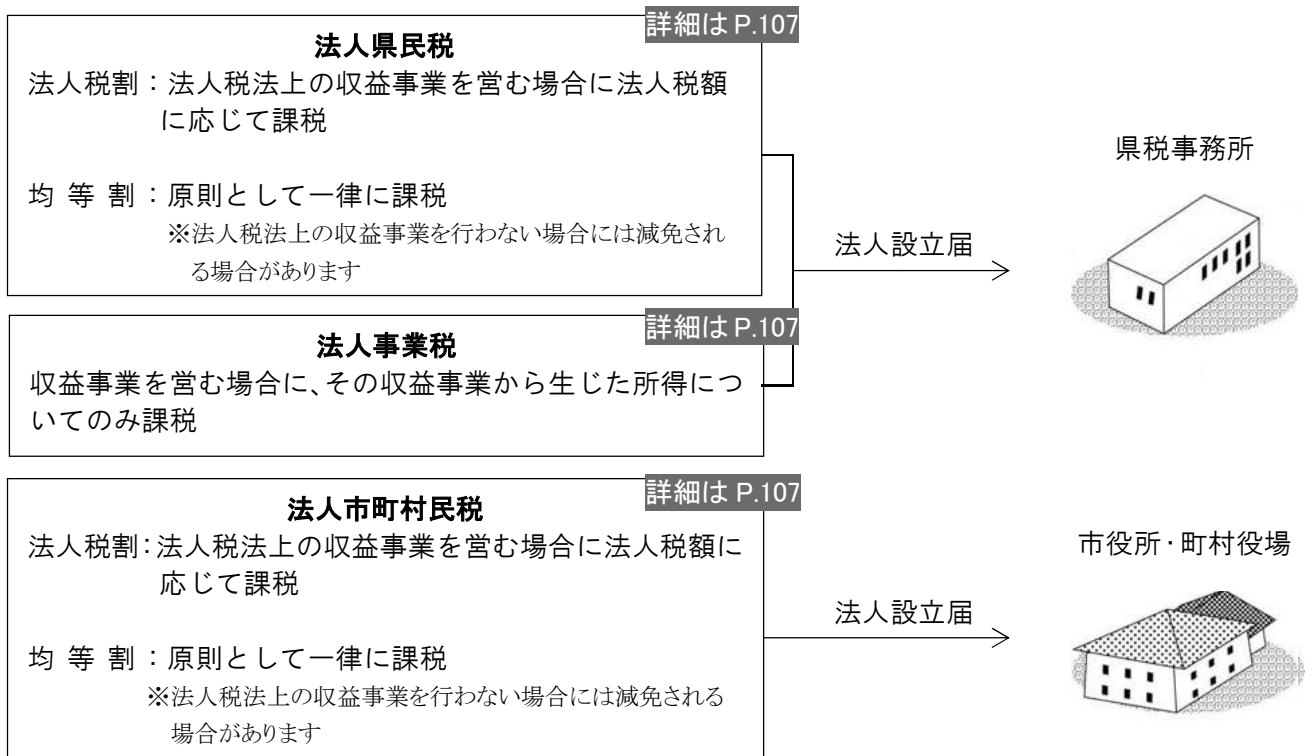 詳細は P.107
法人県民税
法人税割：法人税法上の収益事業を営む場合に法人税額
に応じて課税
均 等 割：原則として一律に課税
※法人税法上の収益事業を行わない場合には減免され
る場合があります
法人設立届
県税事務所
詳細は P.107
法人事業税
収益事業を営む場合に、その収益事業から生じた所得につ
いてのみ課税
詳細は P.107
法人市町村民税
法人税割：法人税法上の収益事業を営む場合に法人税額に
応じて課税
均 等 割：原則として一律に課税
※法人税法上の収益事業を行わない場合には減免される
場合があります
法人設立届
市役所・町村役場